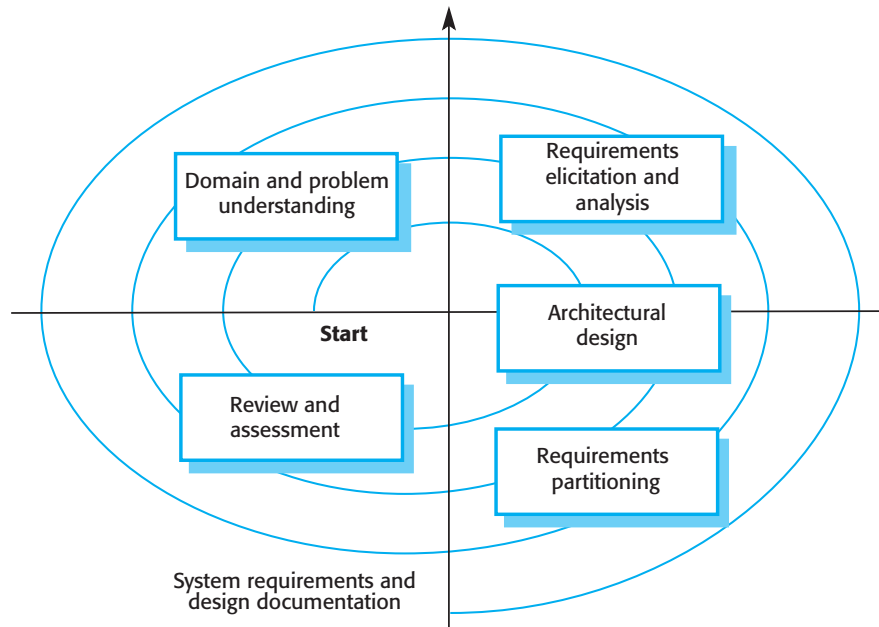 Domain and problem
understanding
Requirements
elicitation and
analysis
Start
Architectural
design
Review and
assessment
Requirements
partitioning
System requirements and
design documentation